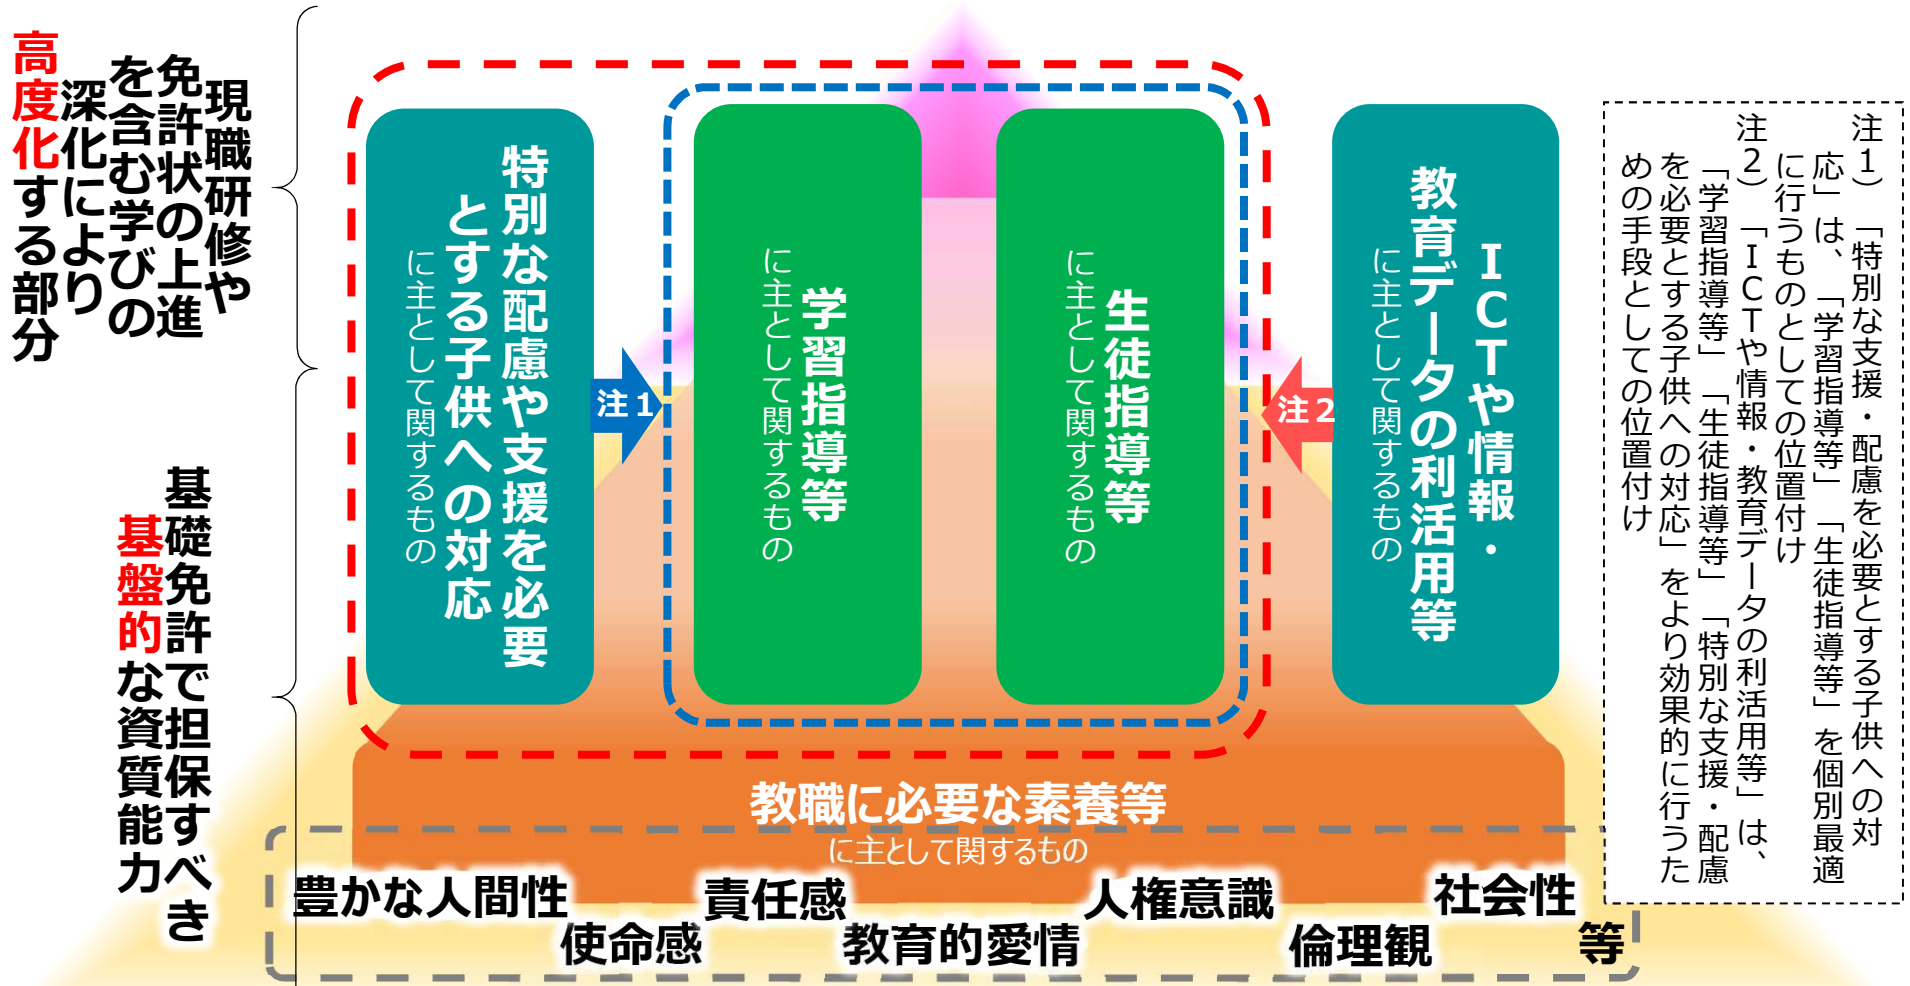 現職研修や
免許状の上進
を含む学びの
深化により
高度化する部分
基礎免許で担保すべき
基盤的な資質能力
特別な配慮や支援を必要
とする子供への対応
に主として関するもの
注1
学習指導等
に主として関するもの
生徒指導等
に主として関するもの
注2
ICTや情報・
教育データの利活用等
に主として関するもの
注1）「特別な支援・配慮を必要とする子供への対
応」は、「学習指導等」「生徒指導等」を個別最適
に行うものとしての位置付け
注2）「ICTや情報・教育データの利活用等」は、
「学習指導等」「生徒指導等」「特別な支援・配慮
を必要とする子供への対応」をより効果的に行うた
めの手段としての位置付け
教職に必要な素養等
に主として関するもの
豊かな人間性
使命感
責任感
教育的愛情
人権意識
倫理観
社会性
等